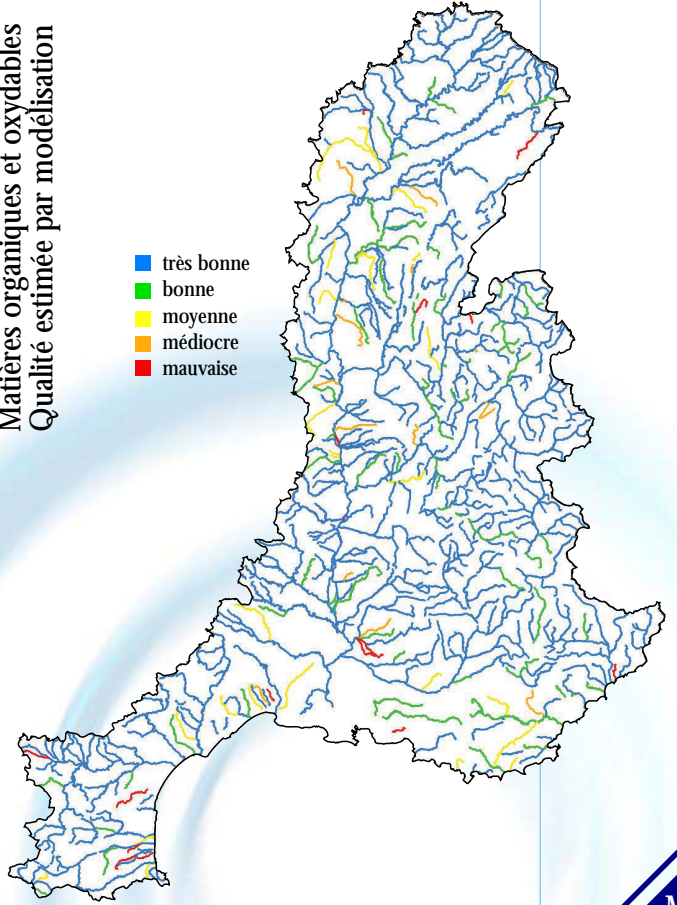 Matières organiques et oxydables
Qualité estimée par modélisation
très bonne
bonne
moyenne
médiocre
mauvaise